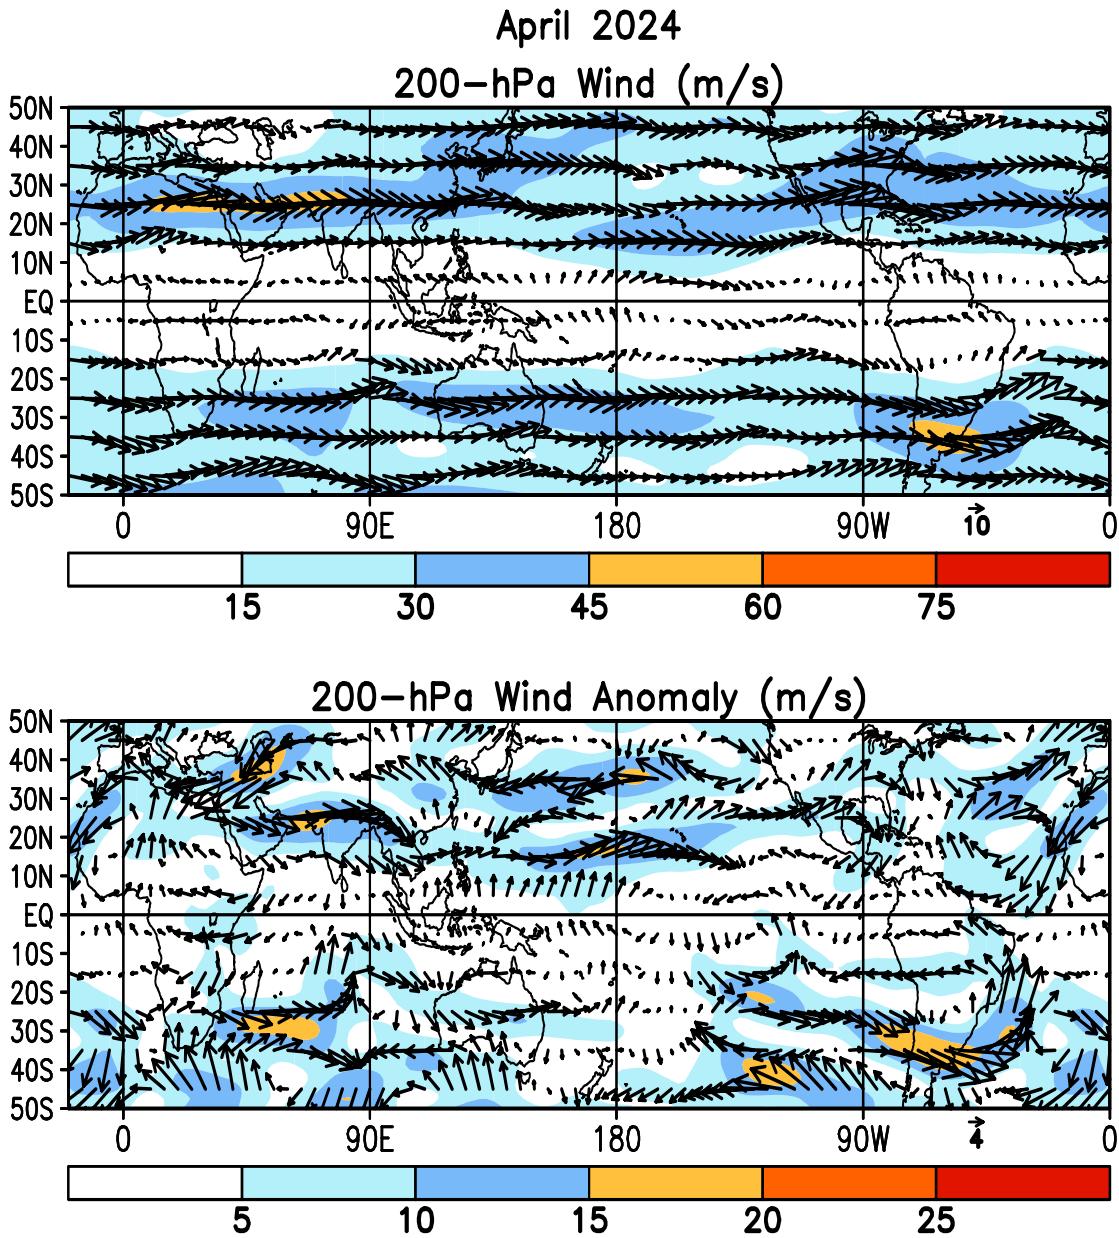 April 2024
200-hPa Wind (m/s)
50N
40N
30N
20N
10N
EQ
10S
20S
30S
40S
50S
0 90E 180 90W 10 0
15 30 45 60 75
200-hPa Wind Anomaly (m/s)
50N
40N
30N
20N
10N
EQ
10S
20S
30S
40S
50S
0 90E 180 90W 4 0
5 10 15 20 25